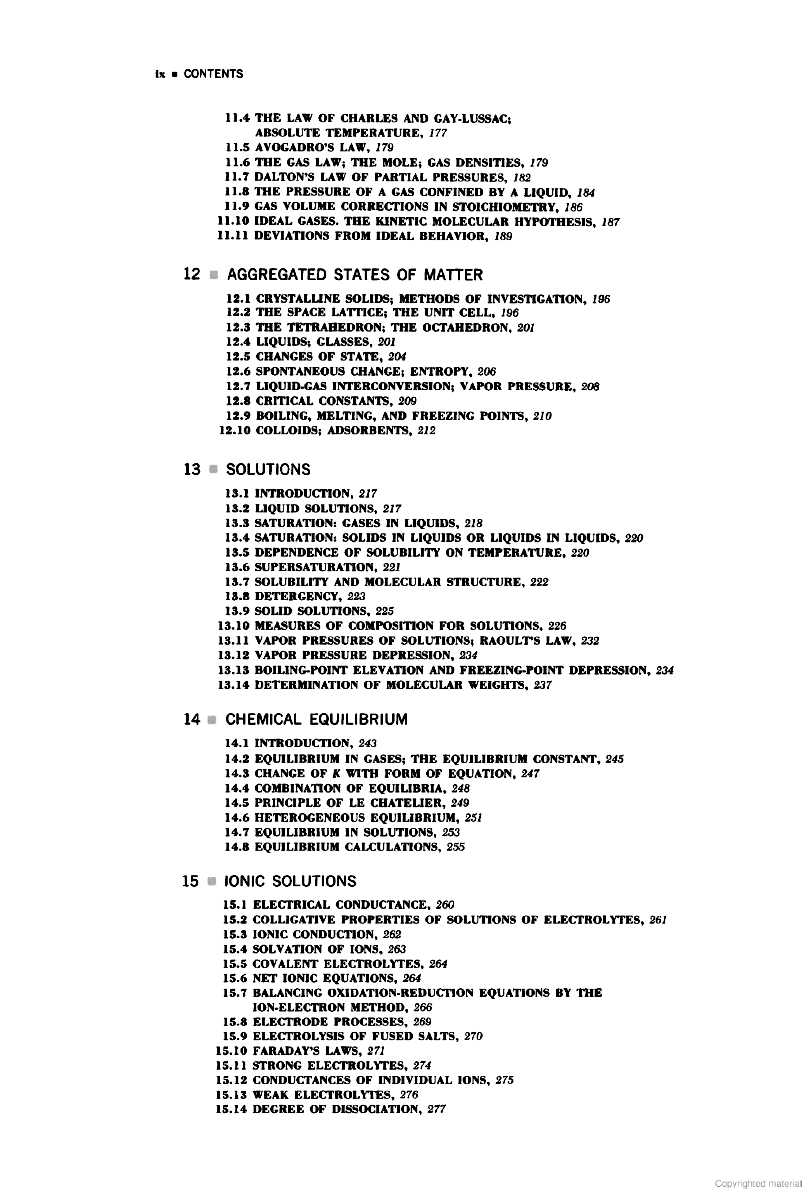 ix ▪ CONTENTS
11.4 THE LAW OF CHARLES AND GAY-LUSSAC;
ABSOLUTE TEMPERATURE, 177
11.5 AVOGADRO'S LAW, 179
11.6 THE GAS LAW; THE MOLE; GAS DENSITIES, 179
11.7 DALTON'S LAW OF PARTIAL PRESSURES, 182
11.8 THE PRESSURE OF A GAS CONFINED BY A LIQUID, 184
11.9 GAS VOLUME CORRECTIONS IN STOICHIOMETRY, 186
11.10 IDEAL GASES. THE KINETIC MOLECULAR HYPOTHESIS, 187
11.11 DEVIATIONS FROM IDEAL BEHAVIOR, 189
12 ▪ AGGREGATED STATES OF MATTER
12.1 CRYSTALLINE SOLIDS; METHODS OF INVESTIGATION, 196
12.2 THE SPACE LATTICE; THE UNIT CELL, 196
12.3 THE TETRAHEDRON; THE OCTAHEDRON, 201
12.4 LIQUIDS; GLASSES, 201
12.5 CHANGES OF STATE, 204
12.6 SPONTANEOUS CHANGE; ENTROPY, 206
12.7 LIQUID-GAS INTERCONVERSION; VAPOR PRESSURE, 208
12.8 CRITICAL CONSTANTS, 209
12.9 BOILING, MELTING, AND FREEZING POINTS, 210
12.10 COLLOIDS; ADSORBENTS, 212
13 ▪ SOLUTIONS
13.1 INTRODUCTION, 217
13.2 LIQUID SOLUTIONS, 217
13.3 SATURATION: GASES IN LIQUIDS, 218
13.4 SATURATION: SOLIDS IN LIQUIDS OR LIQUIDS IN LIQUIDS, 220
13.5 DEPENDENCE OF SOLUBILITY ON TEMPERATURE, 220
13.6 SUPERSATURATION, 221
13.7 SOLUBILITY AND MOLECULAR STRUCTURE, 222
13.8 DETERGENCY, 223
13.9 SOLID SOLUTIONS, 225
13.10 MEASURES OF COMPOSITION FOR SOLUTIONS, 226
13.11 VAPOR PRESSURES OF SOLUTIONS; RAOULT'S LAW, 232
13.12 VAPOR PRESSURE DEPRESSION, 234
13.13 BOILING-POINT ELEVATION AND FREEZING-POINT DEPRESSION, 234
13.14 DETERMINATION OF MOLECULAR WEIGHTS, 237
14 ▪ CHEMICAL EQUILIBRIUM
14.1 INTRODUCTION, 243
14.2 EQUILIBRIUM IN GASES; THE EQUILIBRIUM CONSTANT, 245
14.3 CHANGE OF K WITH FORM OF EQUATION, 247
14.4 COMBINATION OF EQUILIBRIA, 248
14.5 PRINCIPLE OF LE CHATELIER, 249
14.6 HETEROGENEOUS EQUILIBRIUM, 251
14.7 EQUILIBRIUM IN SOLUTIONS, 253
14.8 EQUILIBRIUM CALCULATIONS, 255
15 ▪ IONIC SOLUTIONS
15.1 ELECTRICAL CONDUCTANCE, 260
15.2 COLLIGATIVE PROPERTIES OF SOLUTIONS OF ELECTROLYTES, 261
15.3 IONIC CONDUCTION, 262
15.4 SOLVATION OF IONS, 263
15.5 COVALENT ELECTROLYTES, 264
15.6 NET IONIC EQUATIONS, 264
15.7 BALANCING OXIDATION-REDUCTION EQUATIONS BY THE
ION-ELECTRON METHOD, 266
15.8 ELECTRODE PROCESSES, 269
15.9 ELECTROLYSIS OF FUSED SALTS, 270
15.10 FARADAY'S LAWS, 271
15.11 STRONG ELECTROLYTES, 274
15.12 CONDUCTANCES OF INDIVIDUAL IONS, 275
15.13 WEAK ELECTROLYTES, 276
15.14 DEGREE OF DISSOCIATION, 277
Copyrighted material